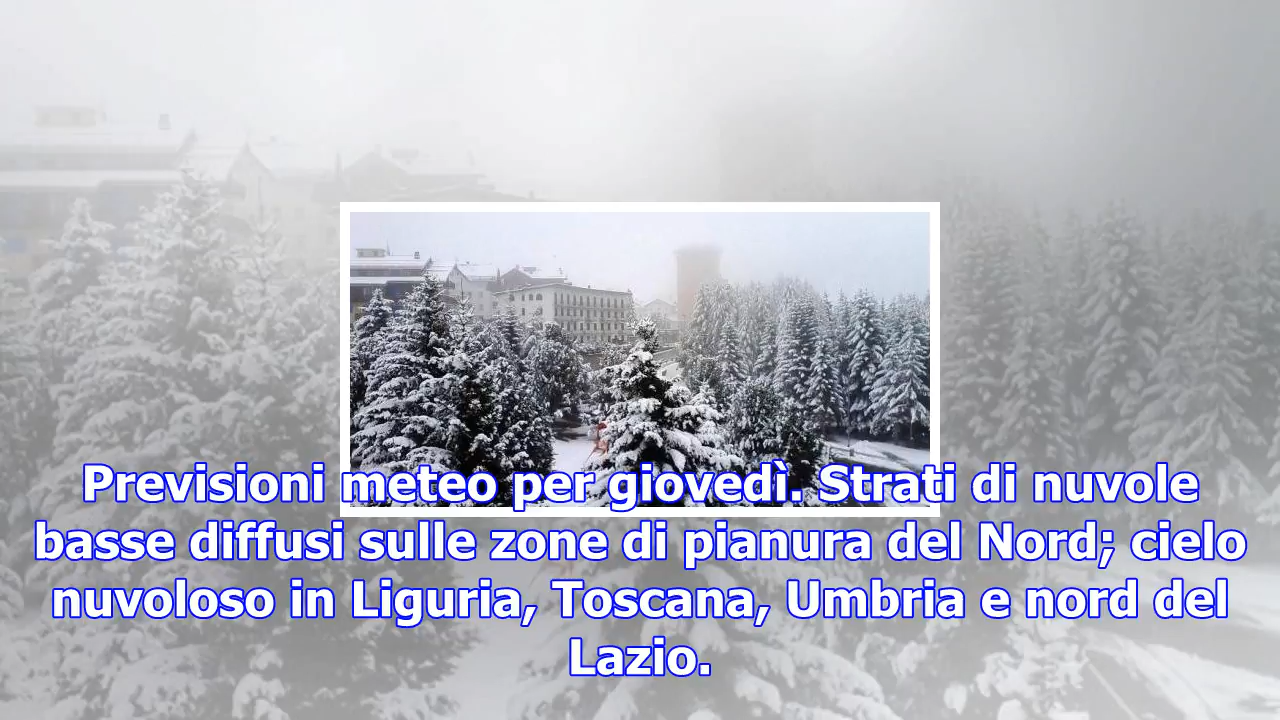 Previsioni meteo per giovedì. Strati di nuvole
basse diffusi sulle zone di pianura del Nord; cielo
nuvoloso in Liguria, Toscana, Umbria e nord del
Lazio.